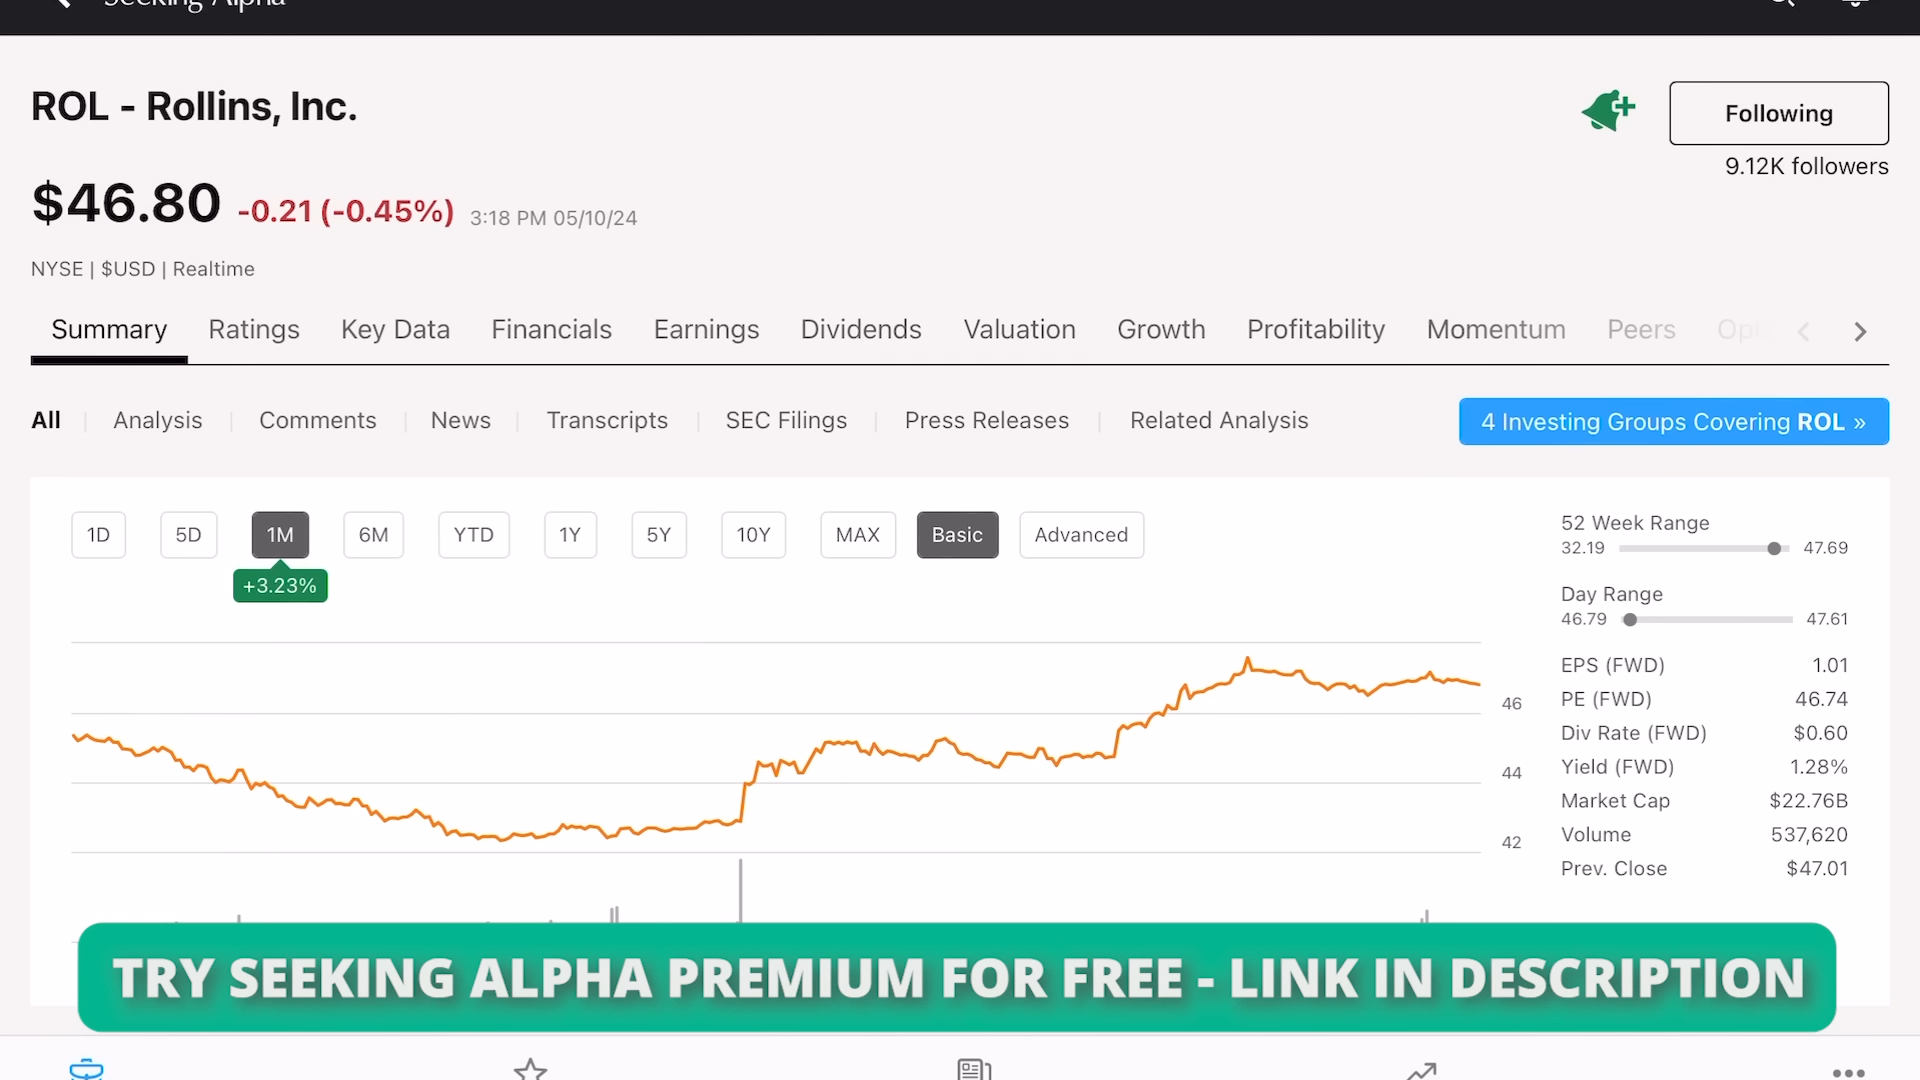 Seeking Alpha
ROL - Rollins, Inc.
Following
9.12K followers
$46.80 -0.21 (-0.45%) 3:18 PM 05/10/24
NYSE | $USD | Realtime
Summary Ratings Key Data Financials Earnings Dividends Valuation Growth Profitability Momentum Peers
All Analysis Comments News Transcripts SEC Filings Press Releases Related Analysis 4 Investing Groups Covering ROL »
1D 5D 1M 6M YTD 1Y 5Y 10Y MAX Basic Advanced
+3.23%
46
44
42
52 Week Range
32.19 47.69
Day Range
46.79 47.61
EPS (FWD) 1.01
PE (FWD) 46.74
Div Rate (FWD) $0.60
Yield (FWD) 1.28%
Market Cap $22.76B
Volume 537,620
Prev. Close $47.01
TRY SEEKING ALPHA PREMIUM FOR FREE - LINK IN DESCRIPTION